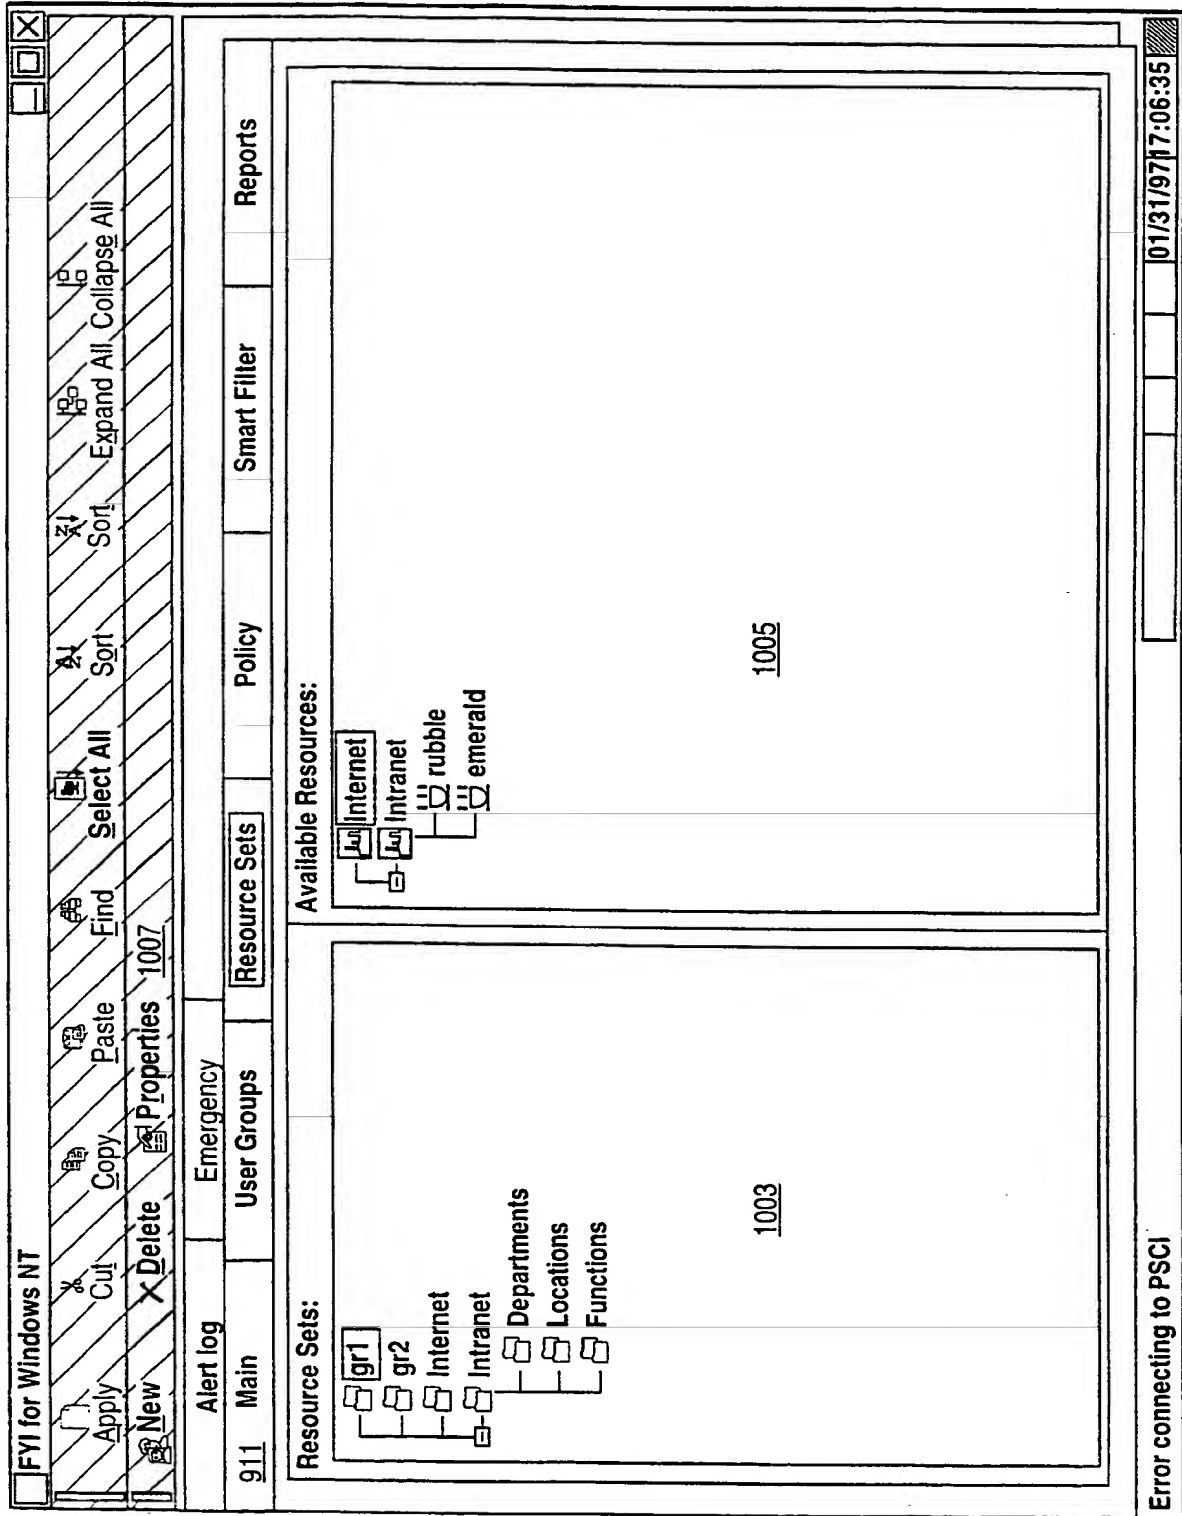 FYI for Windows NT
Apply Cut Copy Paste Find Select All Sort Sort Expand All Collapse All
New Delete Properties 1007
Alert log Emergency
911 Main User Groups Resource Sets Policy Smart Filter Reports
Resource Sets:
gr1
gr2
Internet
Intranet
Departments
Locations
Functions
1003
Available Resources:
Internet
Intranet
rubble
emerald
1005
Error connecting to PSCI 01/31/97 17:06:35